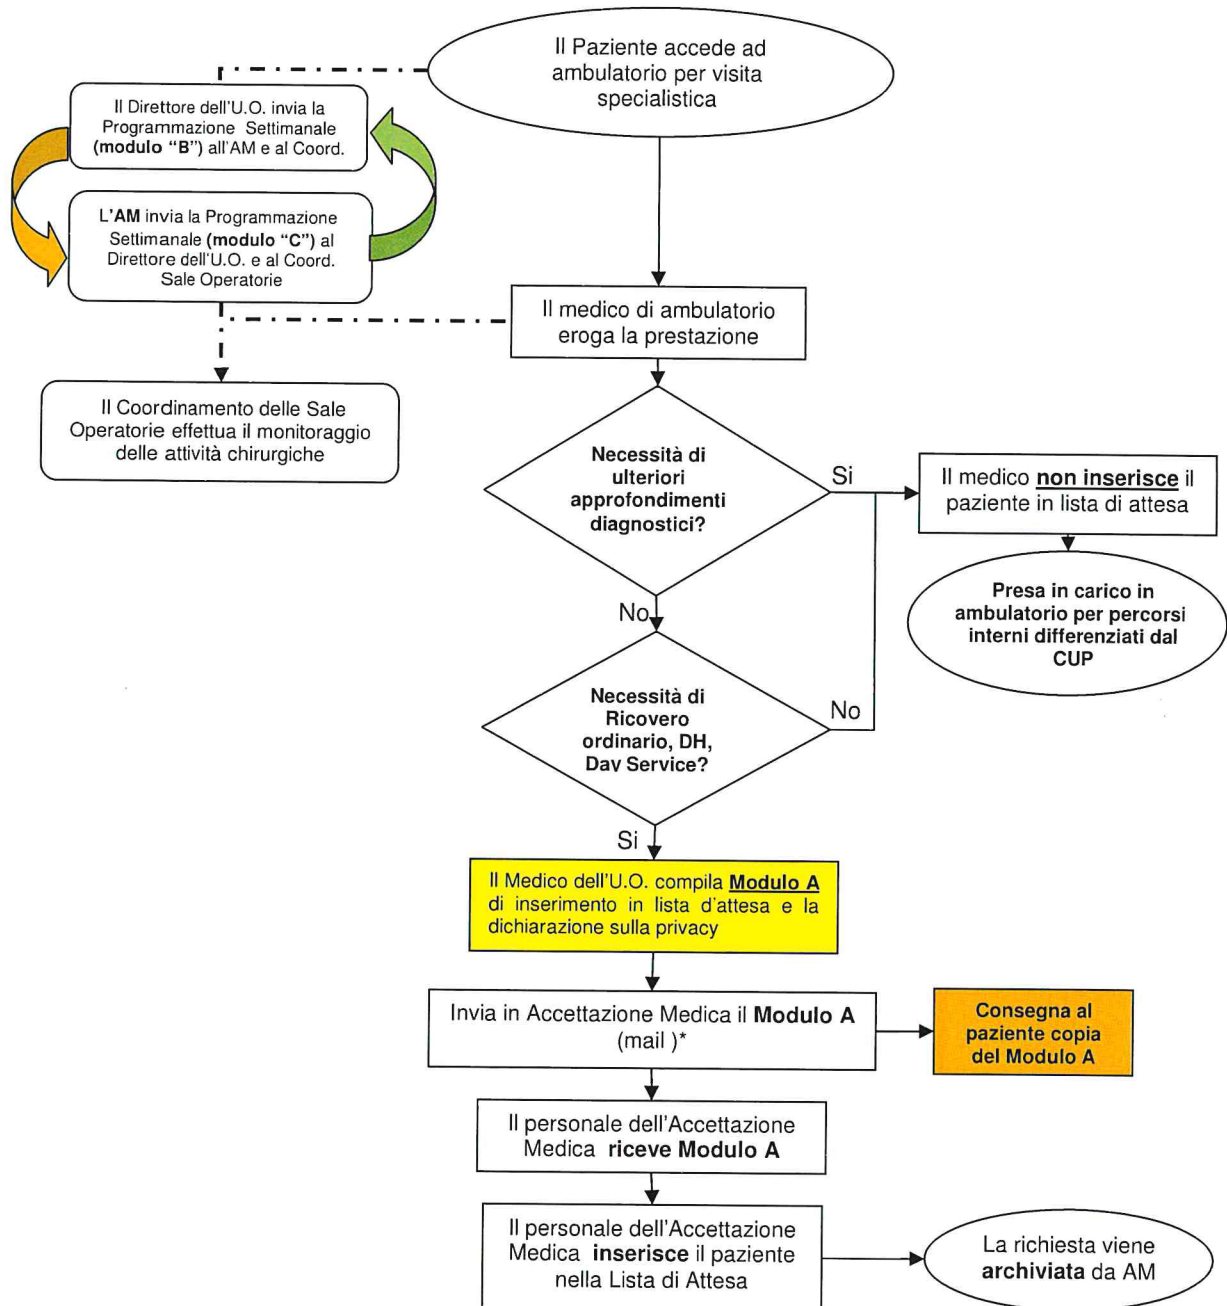 Il Paziente accede ad
ambulatorio per visita
specialistica
Il Direttore dell'U.O. invia la
Programmazione Settimanale
(modulo "B") all'AM e al Coord.
L'AM invia la Programmazione
Settimanale (modulo "C") al
Direttore dell'U.O. e al Coord.
Sale Operatorie
Il medico di ambulatorio
eroga la prestazione
Il Coordinamento delle Sale
Operatorie effettua il monitoraggio
delle attività chirurgiche
Necessità di
ulteriori
approfondimenti
diagnostici?
Si
Il medico non inserisce il
paziente in lista di attesa
Presa in carico in
ambulatorio per percorsi
interni differenziati dal
CUP
No
Necessità di
Ricovero
ordinario, DH,
Day Service?
No
Si
Il Medico dell'U.O. compila Modulo A
di inserimento in lista d'attesa e la
dichiarazione sulla privacy
Invia in Accettazione Medica il Modulo A
(mail )*
Consegna al
paziente copia
del Modulo A
Il personale dell'Accettazione
Medica riceve Modulo A
Il personale dell'Accettazione
Medica inserisce il paziente
nella Lista di Attesa
La richiesta viene
archiviata da AM